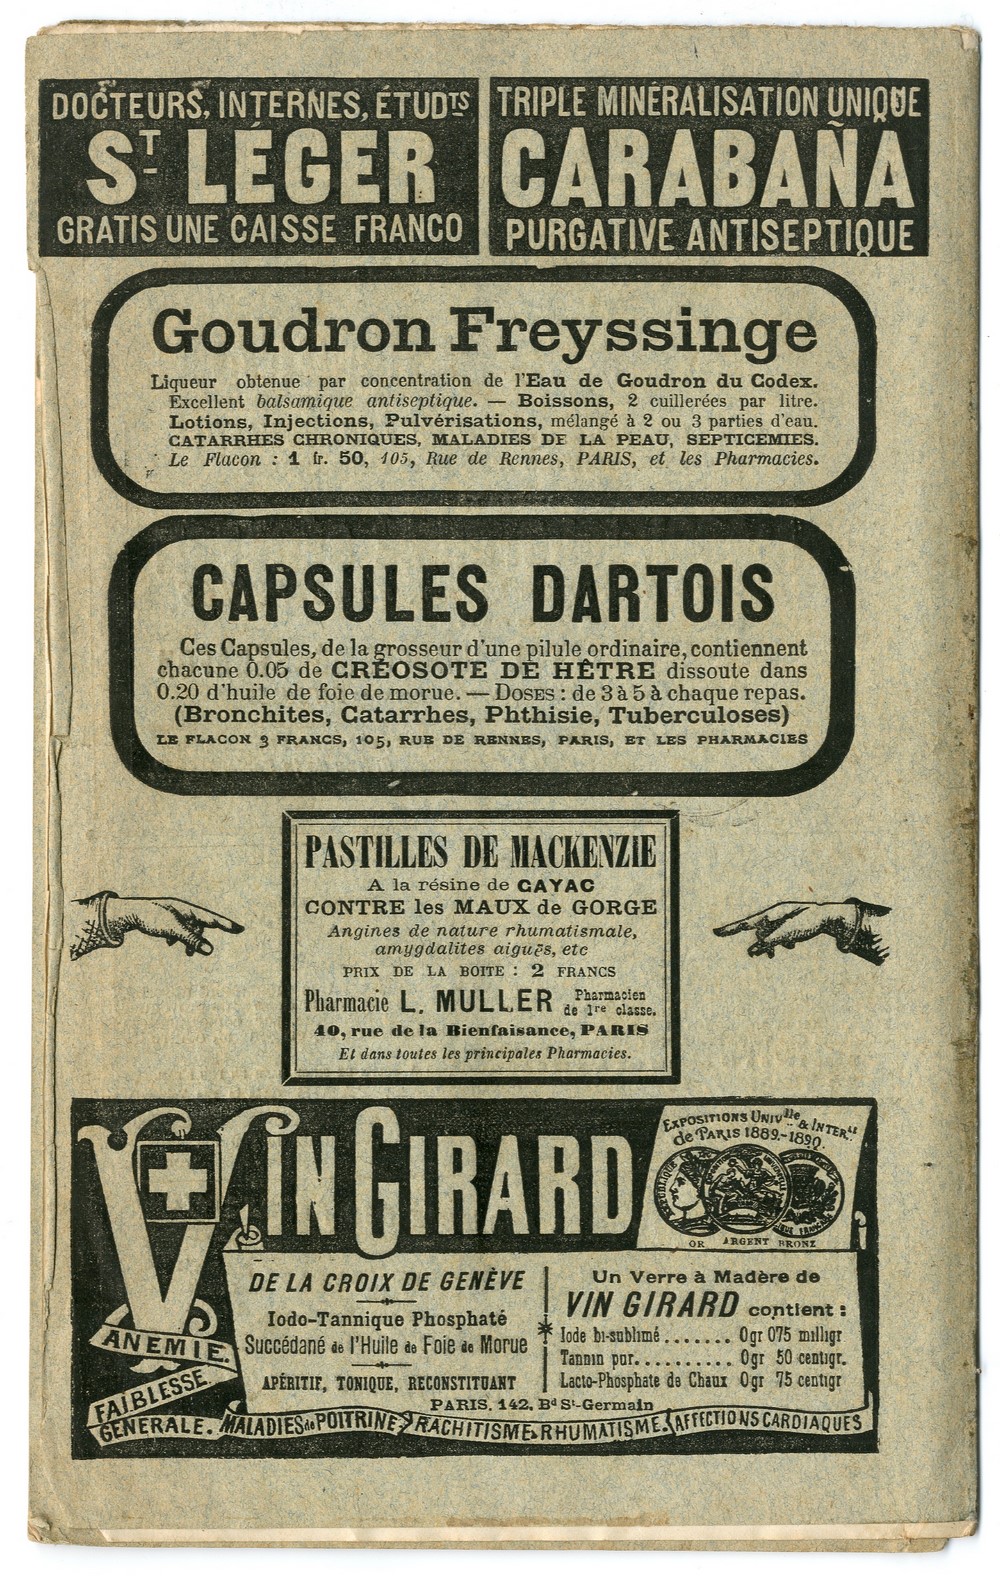 DOCTEURS, INTERNES, ÉTUDTS
ST LÉGER
GRATIS UNE CAISSE FRANCO
TRIPLE MINÉRALISATION UNIQUE
CARABAÑA
PURGATIVE ANTISEPTIQUE
Goudron Freyssinge
Liqueur obtenue par concentration de l'Eau de Goudron du Codex.
Excellent balsamique antiseptique. — Boissons, 2 cuillerées par litre.
Lotions, Injections, Pulvérisations, mélangé à 2 ou 3 parties d'eau.
CATARRHES CHRONIQUES, MALADIES DE LA PEAU, SEPTICEMIES.
Le Flacon : 1 fr. 50, 105, Rue de Rennes, PARIS, et les Pharmacies.
CAPSULES DARTOIS
Ces Capsules, de la grosseur d'une pilule ordinaire, contiennent
chacune 0.05 de CRÉOSOTE DE HÊTRE dissoute dans
0.20 d'huile de foie de morue. — DOSES : de 3 à 5 à chaque repas.
(Bronchites, Catarrhes, Phthisie, Tuberculoses)
LE FLACON 3 FRANCS, 105, RUE DE RENNES, PARIS, ET LES PHARMACIES
PASTILLES DE MACKENZIE
A la résine de GAYAC
CONTRE les MAUX de GORGE
Angines de nature rhumatismale,
amygdalites aiguës, etc
PRIX DE LA BOITE : 2 FRANCS
Pharmacie L. MULLER Pharmacien de 1re classe.
40, rue de la Bienfaisance, PARIS
Et dans toutes les principales Pharmacies.
VIN GIRARD
EXPOSITIONS UNIVlle & INTERle
de PARIS 1889.-1890.
RÉPUBLIQUE
OR ARGENT BRONZ
DE LA CROIX DE GENÈVE
Iodo-Tannique Phosphaté
Succédané de l'Huile de Foie de Morue
APÉRITIF, TONIQUE, RECONSTITUANT
Un Verre à Madère de
VIN GIRARD contient :
Iode bi-sublimé....... 0gr 075 milligr
Tannin pur.......... 0gr 50 centigr.
Lacto-Phosphate de Chaux 0gr 75 centigr
PARIS, 142, Bd St-Germain
ANEMIE.
FAIBLESSE
GÉNÉRALE. MALADIES de POITRINE, RACHITISME. RHUMATISME. AFFECTIONS CARDIAQUES